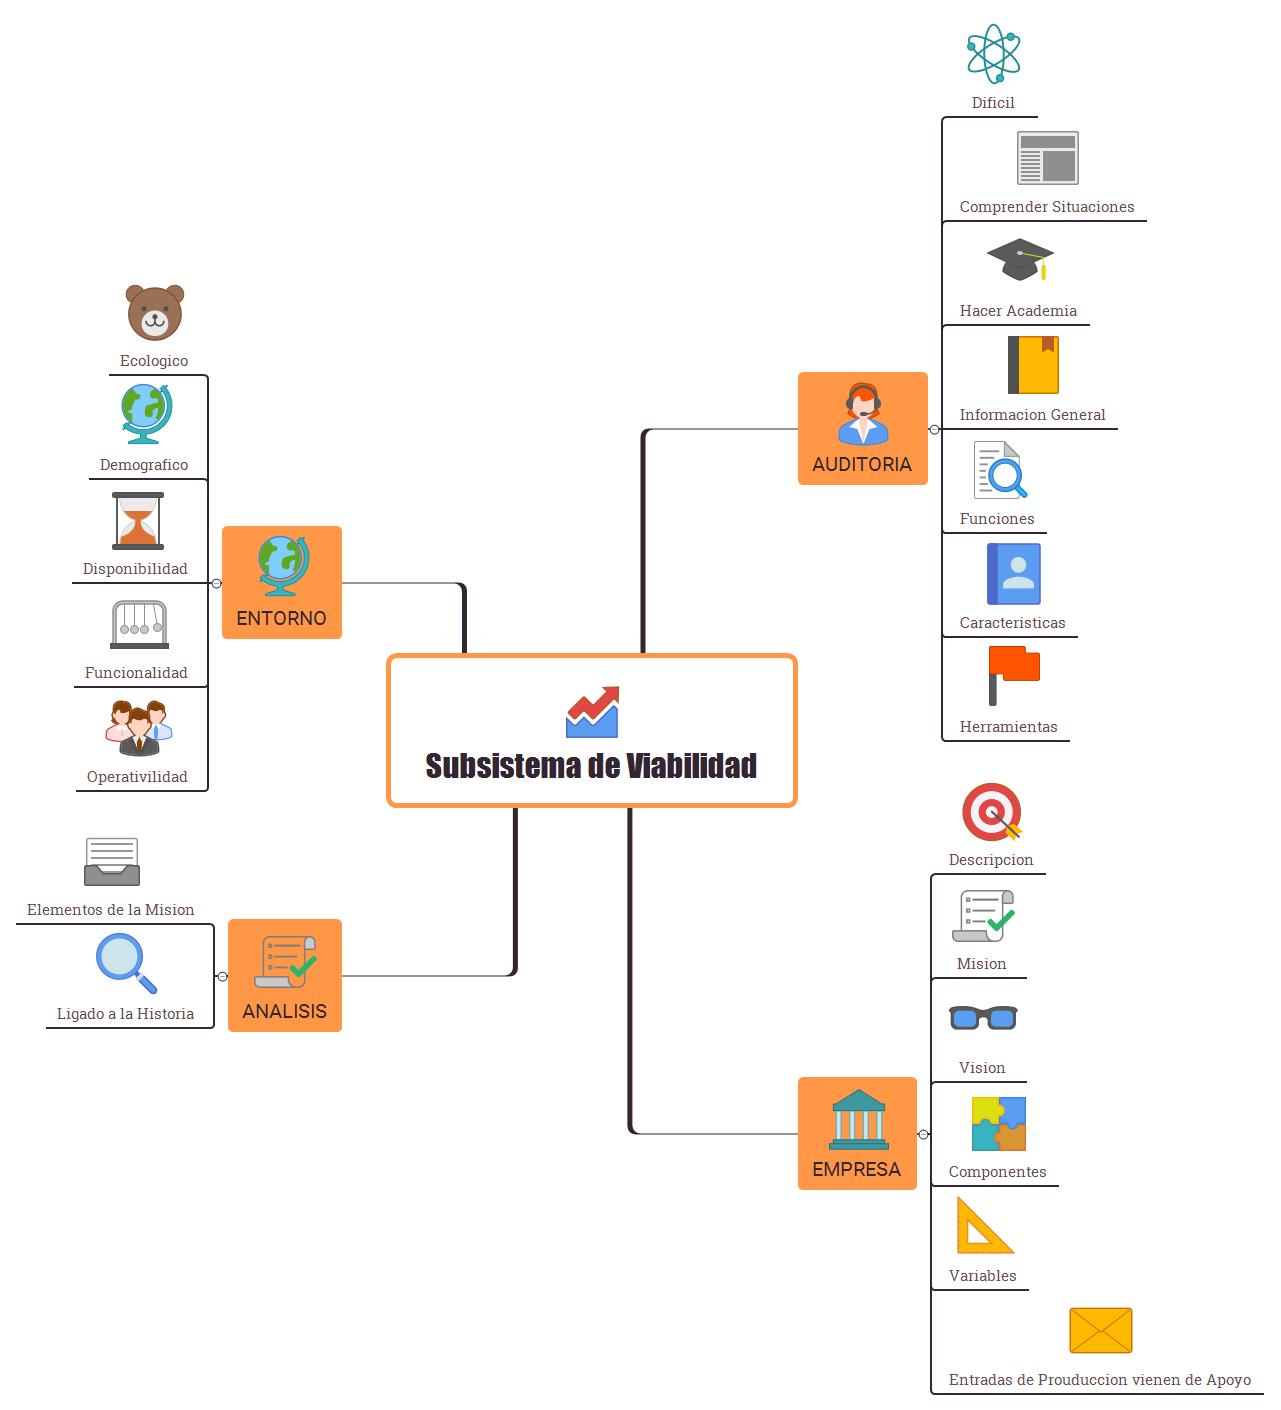 Subsistema de Viabilidad
AUDITORIA
Dificil
Comprender Situaciones
Hacer Academia
Informacion General
Funciones
Caracteristicas
Herramientas
EMPRESA
Descripcion
Mision
Vision
Componentes
Variables
Entradas de Prouduccion vienen de Apoyo
ENTORNO
Ecologico
Demografico
Disponibilidad
Funcionalidad
Operativilidad
ANALISIS
Elementos de la Mision
Ligado a la Historia